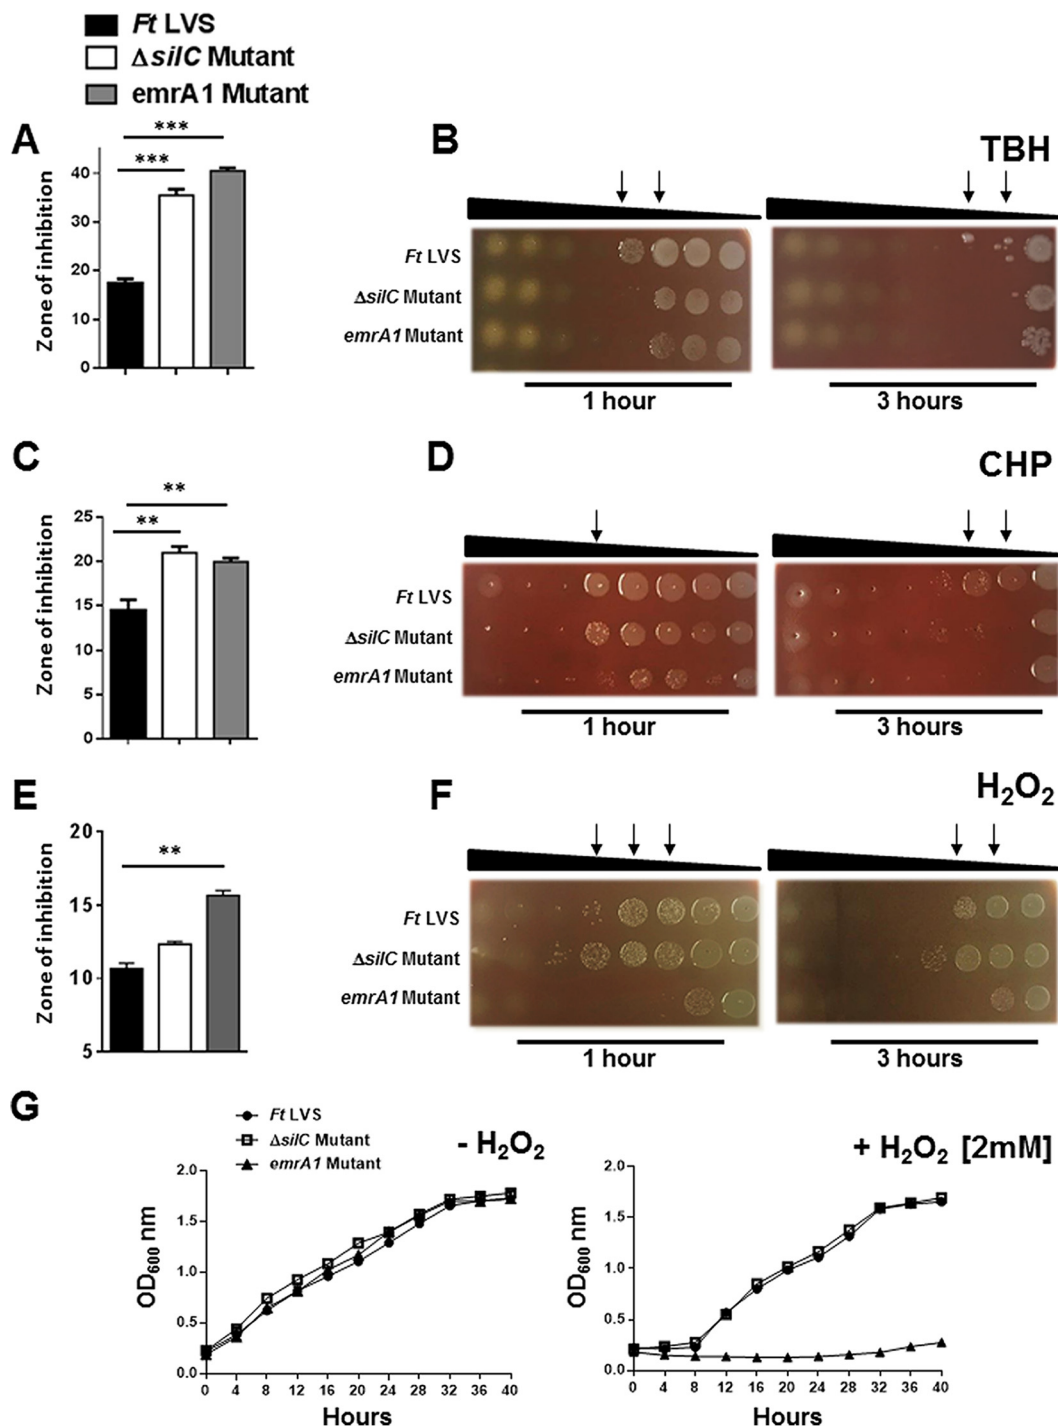 Ft LVS
ΔsilC Mutant
emrA1 Mutant
A
***
***
Zone of inhibition
40
30
20
10
0
B
TBH
Ft LVS
ΔsilC Mutant
emrA1 Mutant
1 hour
3 hours
C
**
**
Zone of inhibition
25
20
15
10
5
0
D
CHP
Ft LVS
ΔsilC Mutant
emrA1 Mutant
1 hour
3 hours
E
**
Zone of inhibition
20
15
10
5
F
H₂O₂
Ft LVS
ΔsilC Mutant
emrA1 Mutant
1 hour
3 hours
G
Ft LVS
ΔsilC Mutant
emrA1 Mutant
- H₂O₂
OD₆₀₀ nm
2.0
1.5
1.0
0.5
0.0
0 4 8 12 16 20 24 28 32 36 40
Hours
+ H₂O₂ [2mM]
OD₆₀₀ nm
2.0
1.5
1.0
0.5
0.0
0 4 8 12 16 20 24 28 32 36 40
Hours